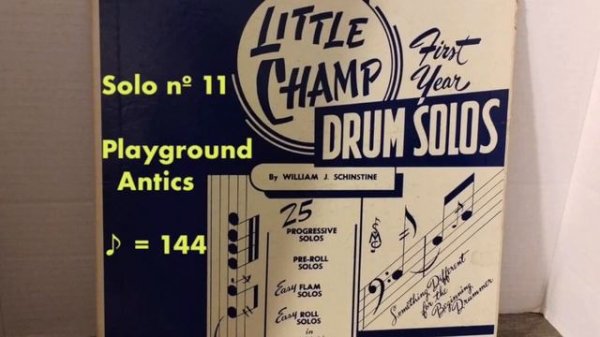 LITTLE
CHAMP
First
Year
DRUM SOLOS
By WILLIAM J. SCHINSTINE
Solo nº 11
Playground
Antics
♪ = 144
25
PROGRESSIVE
SOLOS
PRE-ROLL
SOLOS
Easy FLAM
SOLOS
Easy ROLL
SOLOS
in
Something Different
for the
Beginning
Drummer